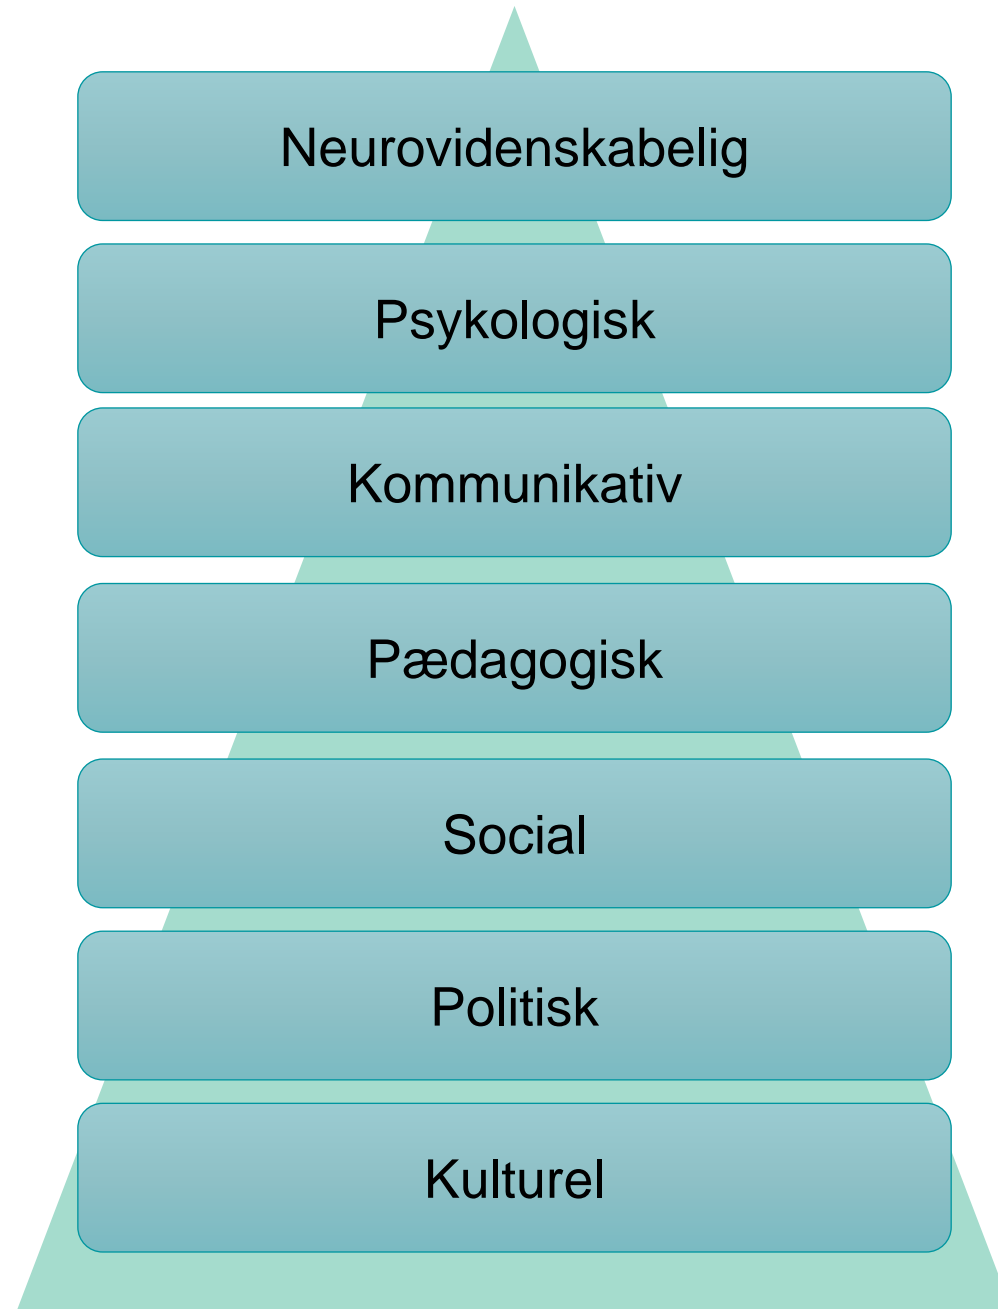 Neurovidenskabelig
Psykologisk
Kommunikativ
Pædagogisk
Social
Politisk
Kulturel